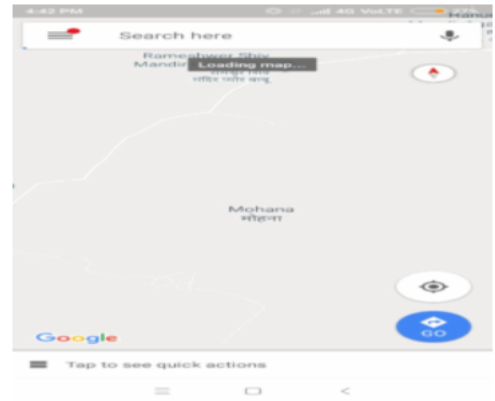 4:42 PM 4G VoLTE 27%
Search here
Rameshwer Shiv
Mandir
Loading map...
Mohana
मोहना
Google
GO
Tap to see quick actions